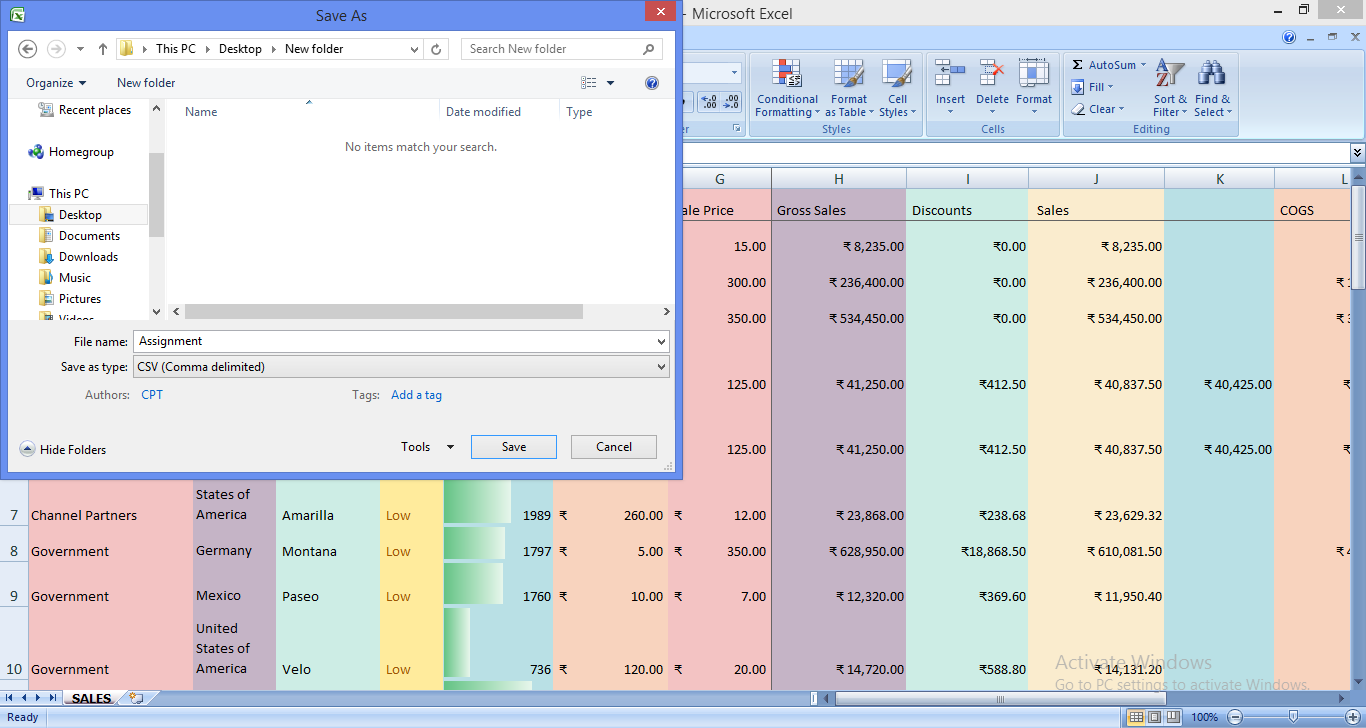 Save As
- Microsoft Excel
This PC Desktop New folder
Search New folder
Organize New folder
Recent places
Homegroup
This PC
Desktop
Documents
Downloads
Music
Pictures
Name Date modified Type
No items match your search.
File name: Assignment
Save as type: CSV (Comma delimited)
Authors: CPT Tags: Add a tag
Hide Folders Tools Save Cancel
Conditional Formatting Format as Table Cell Styles
Styles
Insert Delete Format
Cells
Σ AutoSum
Fill
Clear
Sort & Filter Find & Select
Editing
G H I J K L
ale Price Gross Sales Discounts Sales COGS
15.00 ₹ 8,235.00 ₹0.00 ₹ 8,235.00
300.00 ₹ 236,400.00 ₹0.00 ₹ 236,400.00 ₹
350.00 ₹ 534,450.00 ₹0.00 ₹ 534,450.00 ₹
125.00 ₹ 41,250.00 ₹412.50 ₹ 40,837.50 ₹ 40,425.00 ₹
125.00 ₹ 41,250.00 ₹412.50 ₹ 40,837.50 ₹ 40,425.00 ₹
States of
7 Channel Partners America Amarilla Low 1989 ₹ 260.00 ₹ 12.00 ₹ 23,868.00 ₹238.68 ₹ 23,629.32
8 Government Germany Montana Low 1797 ₹ 5.00 ₹ 350.00 ₹ 628,950.00 ₹18,868.50 ₹ 610,081.50 ₹
9 Government Mexico Paseo Low 1760 ₹ 10.00 ₹ 7.00 ₹ 12,320.00 ₹369.60 ₹ 11,950.40
United
States of
10 Government America Velo Low 736 ₹ 120.00 ₹ 20.00 ₹ 14,720.00 ₹588.80 ₹ 14,131.20
Activate Windows
Go to PC settings to activate Windows.
SALES
Ready 100%